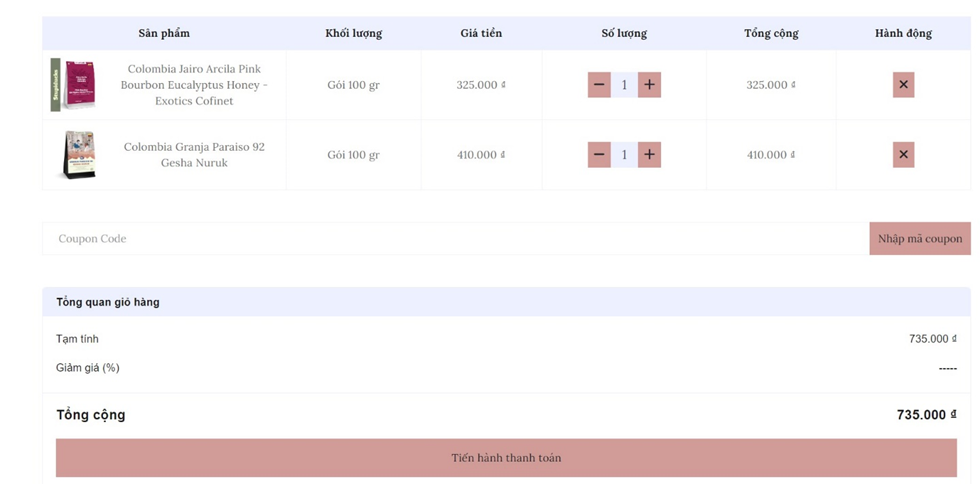 Sản phẩm Khối lượng Giá tiền Số lượng Tổng cộng Hành động
Colombia Jairo Arcila Pink
Bourbon Eucalyptus Honey -
Exotics Cofinet
Gói 100 gr 325.000 ₫ − 1 + 325.000 ₫ ×
Colombia Granja Paraiso 92
Gesha Nuruk
Gói 100 gr 410.000 ₫ − 1 + 410.000 ₫ ×
Coupon Code Nhập mã coupon
Tổng quan giỏ hàng
Tạm tính 735.000 ₫
Giảm giá (%) -----
Tổng cộng 735.000 ₫
Tiến hành thanh toán